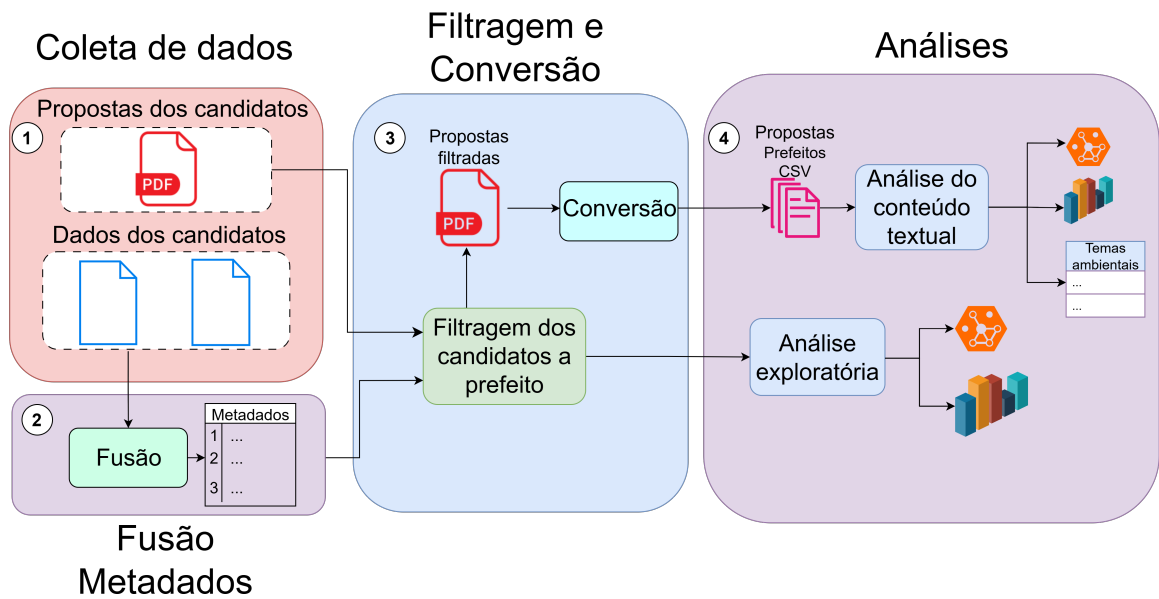 Coleta de dados
Propostas dos candidatos
1
PDF
Dados dos candidatos
2
Fusão
Metadados
1 ...
2 ...
3 ...
Fusão
Metadados
Filtragem e
Conversão
3
Propostas
filtradas
PDF
Conversão
Filtragem dos
candidatos a
prefeito
Análises
4
Propostas
Prefeitos
CSV
Análise do
conteúdo
textual
Temas
ambientais
...
...
Análise
exploratória